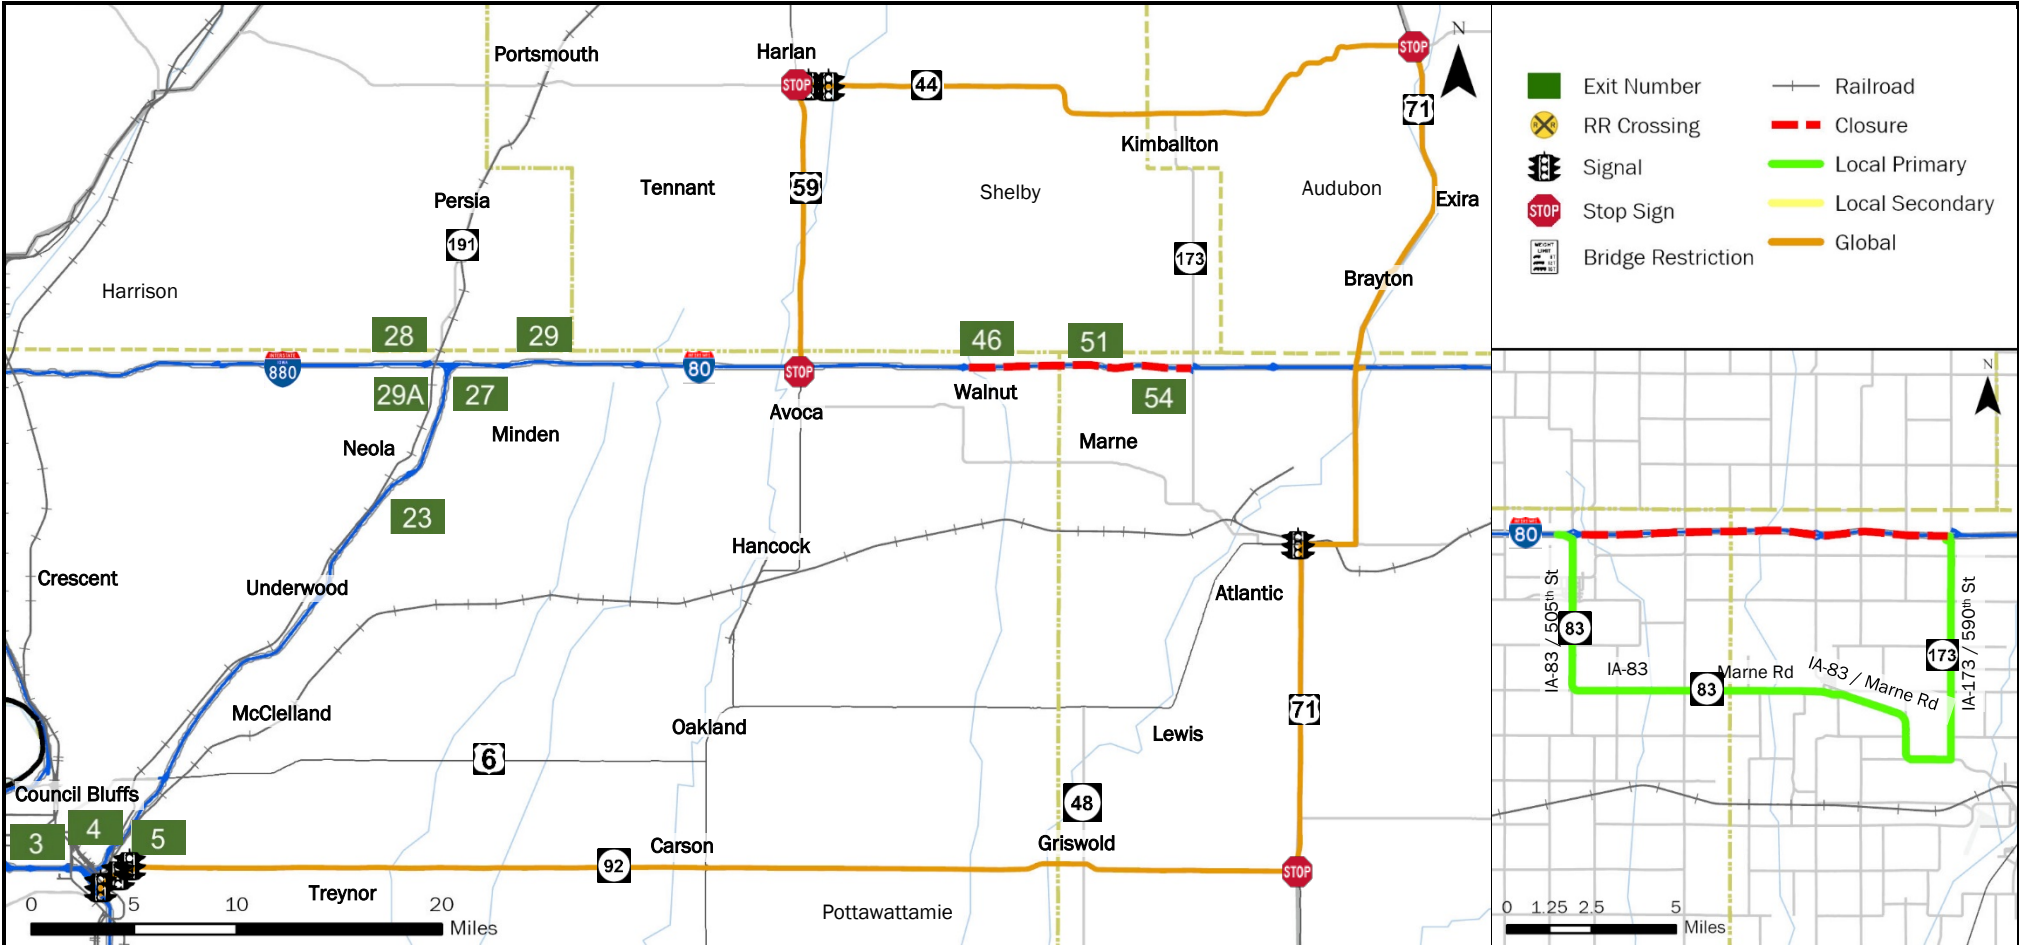 Portsmouth
Harlan
STOP
44
STOP
N
71
Kimballton
Persia
Tennant
59
Shelby
Audubon
Exira
191
173
Harrison
Brayton
28
29
46
51
INTERSTATE
880
INTERSTATE
80
STOP
29A
27
Walnut
54
Avoca
Neola
Minden
Marne
23
Hancock
Crescent
Underwood
Atlantic
McClelland
Oakland
Lewis
71
6
48
Council Bluffs
3
4
5
Carson
Griswold
92
STOP
Treynor
Pottawattamie
0 5 10 20
Miles
Exit Number
RR Crossing
Signal
STOP Stop Sign
WEIGHT
LIMIT
Bridge Restriction
Railroad
Closure
Local Primary
Local Secondary
Global
N
INTERSTATE
80
IA-83 / 505th St
83
IA-83
83
Marne Rd
IA-83 / Marne Rd
173
IA-173 / 590th St
0 1.25 2.5 5
Miles